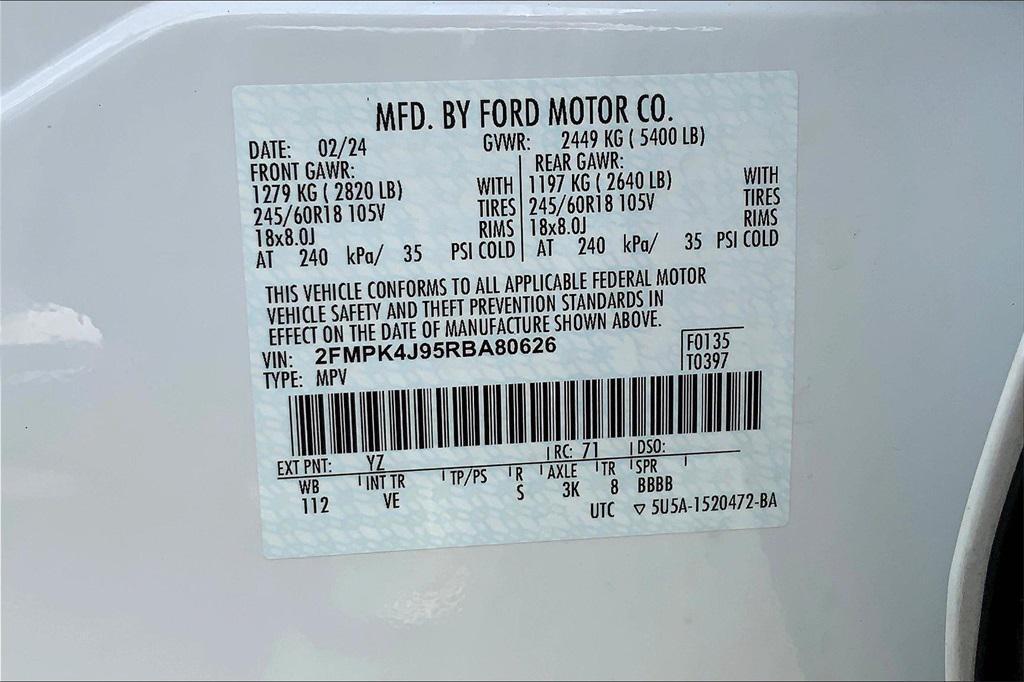 MFD. BY FORD MOTOR CO.
DATE: 02/24 GVWR: 2449 KG ( 5400 LB)
FRONT GAWR: REAR GAWR:
1279 KG ( 2820 LB) WITH 1197 KG ( 2640 LB) WITH
245/60R18 105V TIRES 245/60R18 105V TIRES
18x8.0J RIMS 18x8.0J RIMS
AT 240 kPa/ 35 PSI COLD AT 240 kPa/ 35 PSI COLD
THIS VEHICLE CONFORMS TO ALL APPLICABLE FEDERAL MOTOR
VEHICLE SAFETY AND THEFT PREVENTION STANDARDS IN
EFFECT ON THE DATE OF MANUFACTURE SHOWN ABOVE.
VIN: 2FMPK4J95RBA80626 F0135
TYPE: MPV T0397
EXT PNT: YZ RC: 71 DSO:
WB INT TR TP/PS R AXLE TR SPR
112 VE S 3K 8 BBBB
UTC ▽ 5U5A-1520472-BA